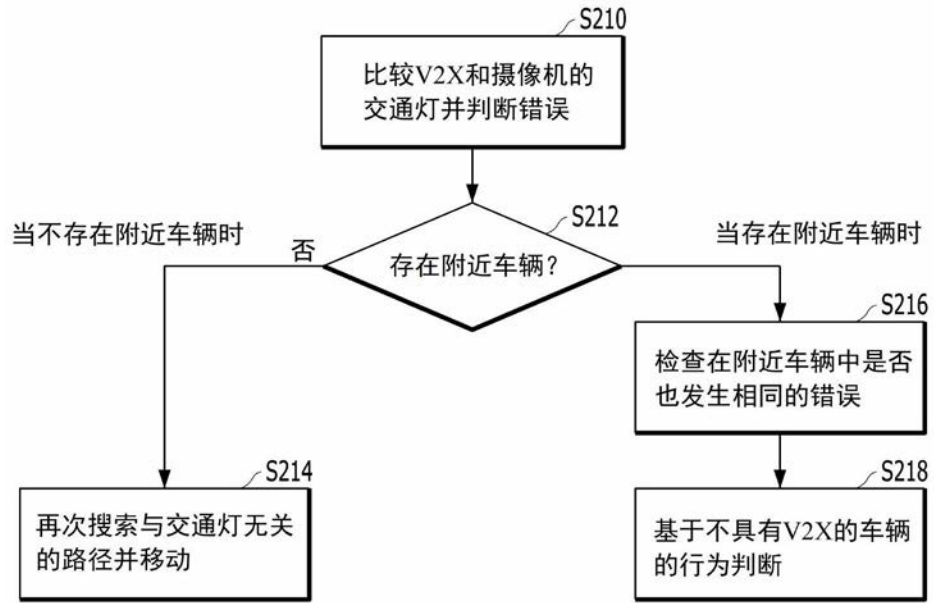 S210
比较V2X和摄像机的
交通灯并判断错误
S212
当不存在附近车辆时
否
存在附近车辆?
当存在附近车辆时
S216
检查在附近车辆中是否
也发生相同的错误
S214
再次搜索与交通灯无关
的路径并移动
S218
基于不具有V2X的车辆
的行为判断